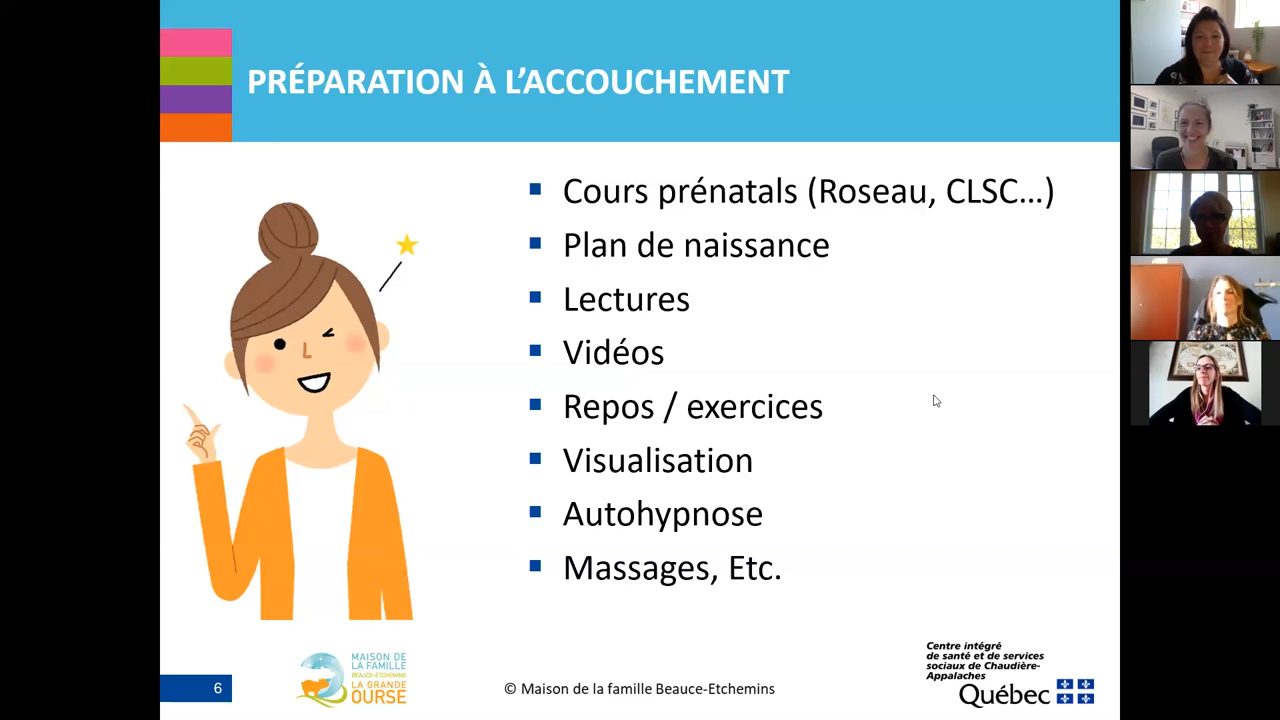 PRÉPARATION À L’ACCOUCHEMENT
Cours prénatals (Roseau, CLSC...)
Plan de naissance
Lectures
Vidéos
Repos / exercices
Visualisation
Autohypnose
Massages, Etc.
6
MAISON DE
LA FAMILLE
BEAUCE-ETCHEMINS
LA GRANDE
OURSE
© Maison de la famille Beauce-Etchemins
Centre intégré
de santé et de services
sociaux de Chaudière-
Appalaches
Québec